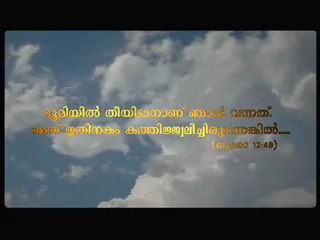 ഭൂമിയിൽ തീയിടാനാണ് ഞാൻ വന്നത്.
അത് ഇതിനകം കത്തിജ്ജ്വലിച്ചിരുന്നെങ്കിൽ....
(ലൂക്കാ 12:49)